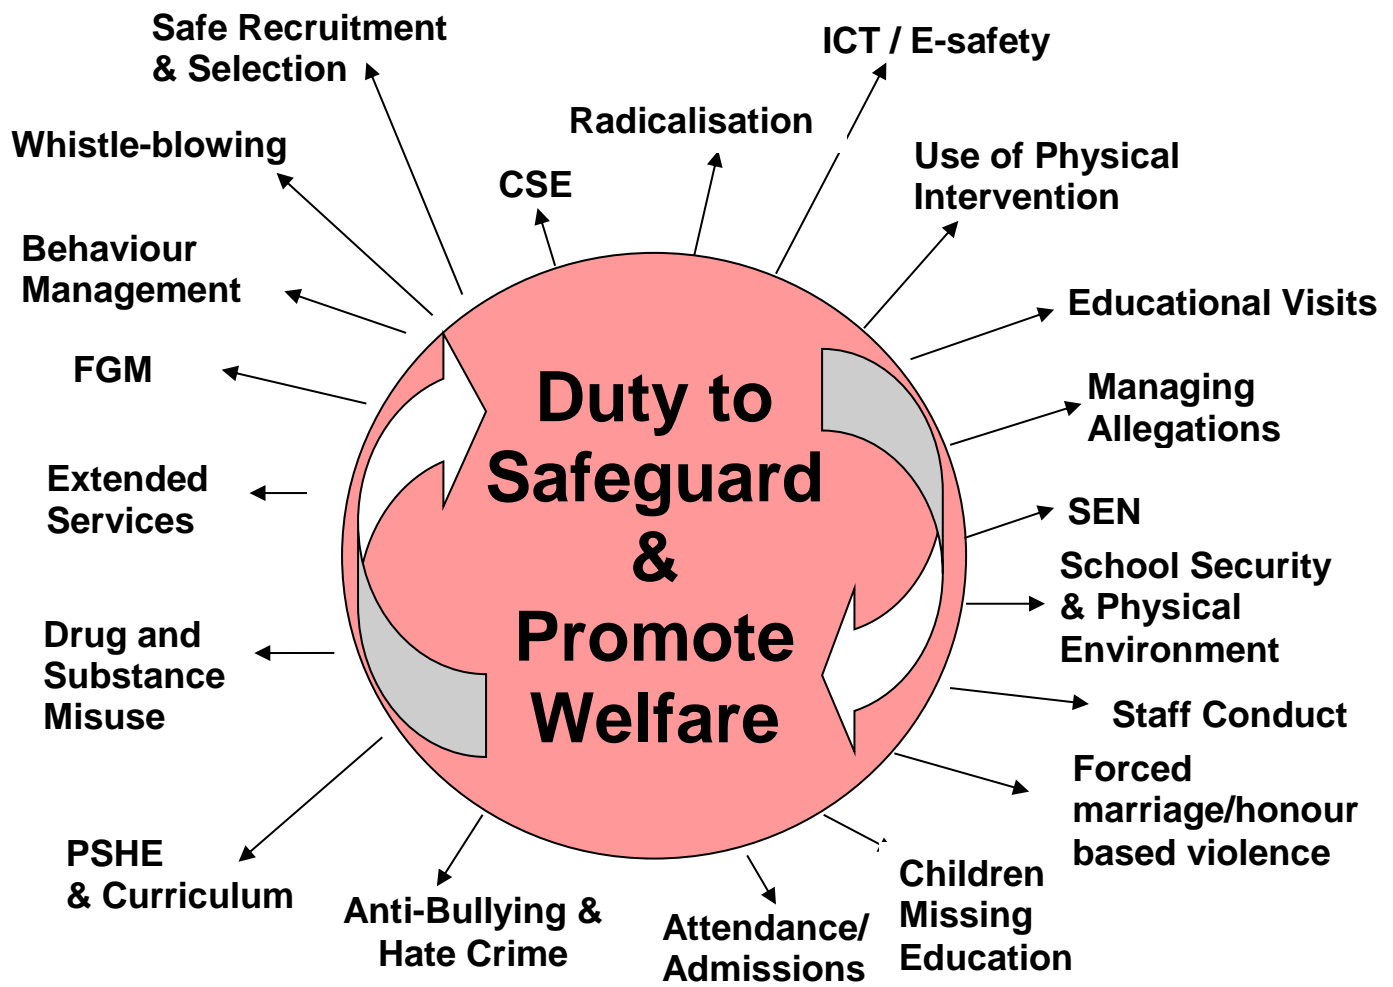 Safe Recruitment
& Selection
ICT / E-safety
Radicalisation
Whistle-blowing
Use of Physical
Intervention
CSE
Behaviour
Management
Educational Visits
FGM
Managing
Allegations
Duty to
Safeguard
&
Promote
Welfare
Extended
Services
SEN
School Security
& Physical
Environment
Drug and
Substance
Misuse
Staff Conduct
Forced
marriage/honour
based violence
PSHE
& Curriculum
Children
Missing
Education
Anti-Bullying &
Hate Crime
Attendance/
Admissions